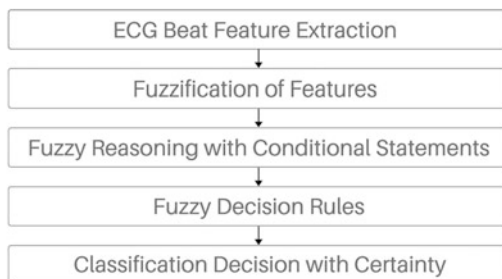 ECG Beat Feature Extraction
Fuzzification of Features
Fuzzy Reasoning with Conditional Statements
Fuzzy Decision Rules
Classification Decision with Certainty